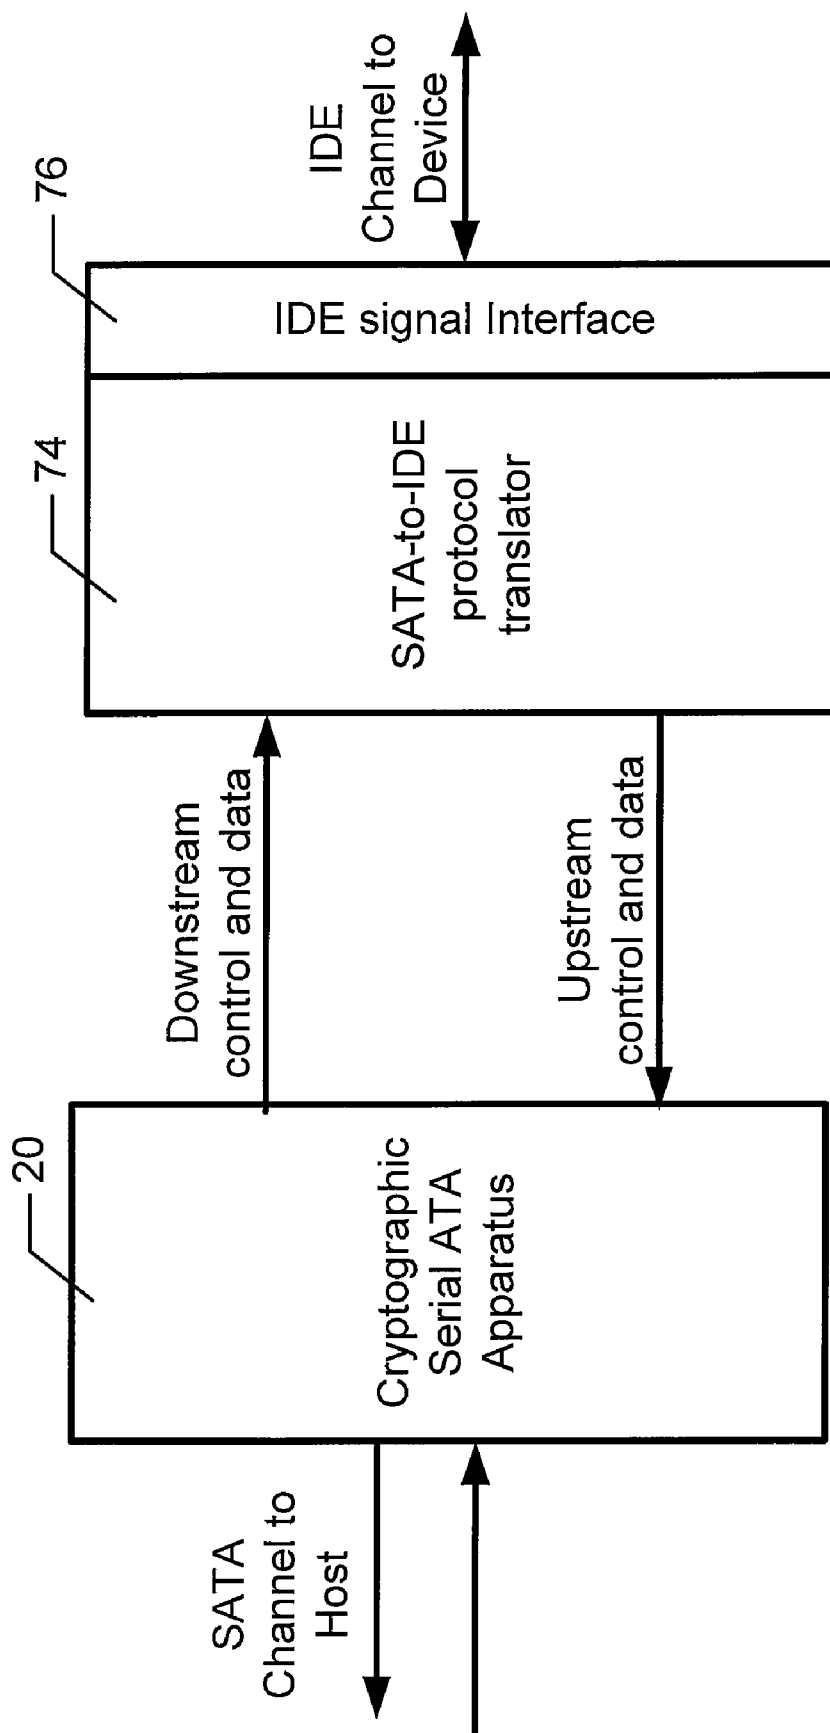 SATA
Channel to
Host
20
Cryptographic
Serial ATA
Apparatus
Downstream
control and data
Upstream
control and data
74
SATA-to-IDE
protocol
translator
76
IDE signal Interface
IDE
Channel to
Device